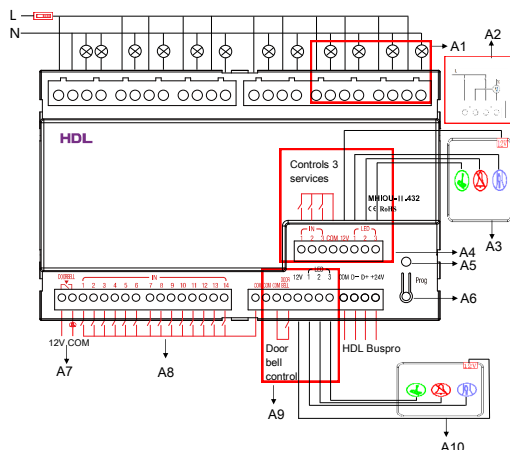 L
N
A1
A2
L
HDL
Controls 3
services
MHIOU-II.432
CE RoHS
12V
A3
IN
LED
1 2 3 COM 12V 1 2 3
A4
A5
Prog
A6
DOORBELL
IN
1 2 3 4 5 6 7 8 9 10 11 12 13 14
COM COM COM BELL
DOOR
LED
12V 1 2 3
COM D- D+ +24V
12V COM
A7
A8
Door
bell
control
HDL Buspro
A9
12V
A10